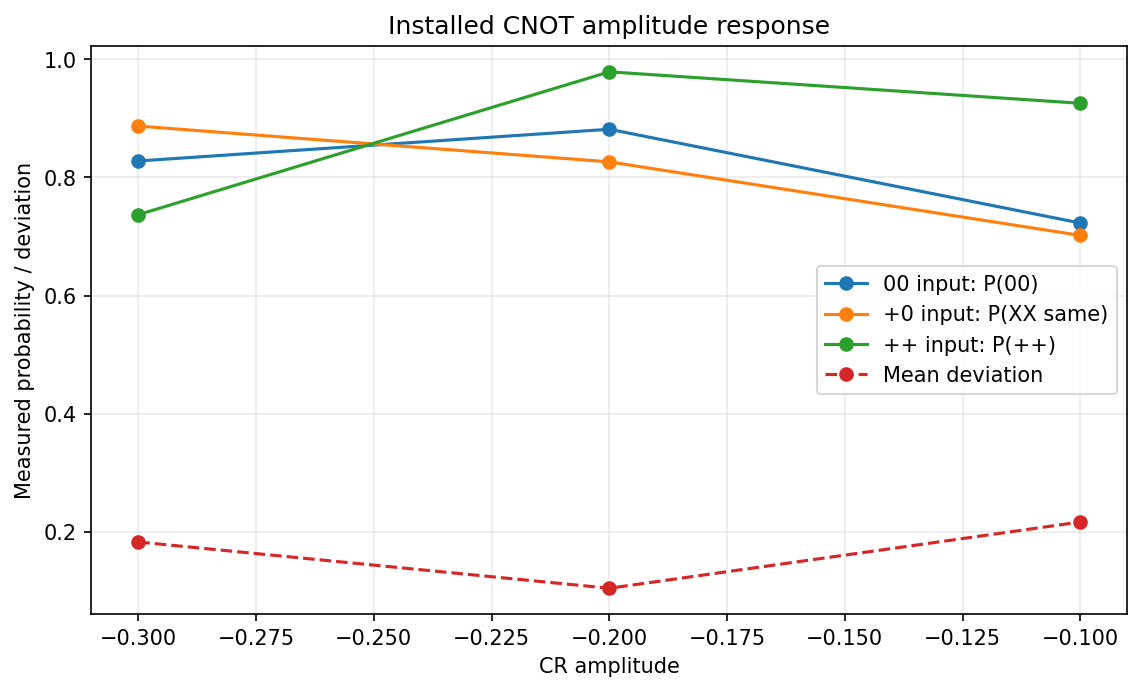 Installed CNOT amplitude response
Measured probability / deviation
1.0
0.8
0.6
0.4
0.2
00 input: P(00)
+0 input: P(XX same)
++ input: P(++)
Mean deviation
−0.300 −0.275 −0.250 −0.225 −0.200 −0.175 −0.150 −0.125 −0.100
CR amplitude